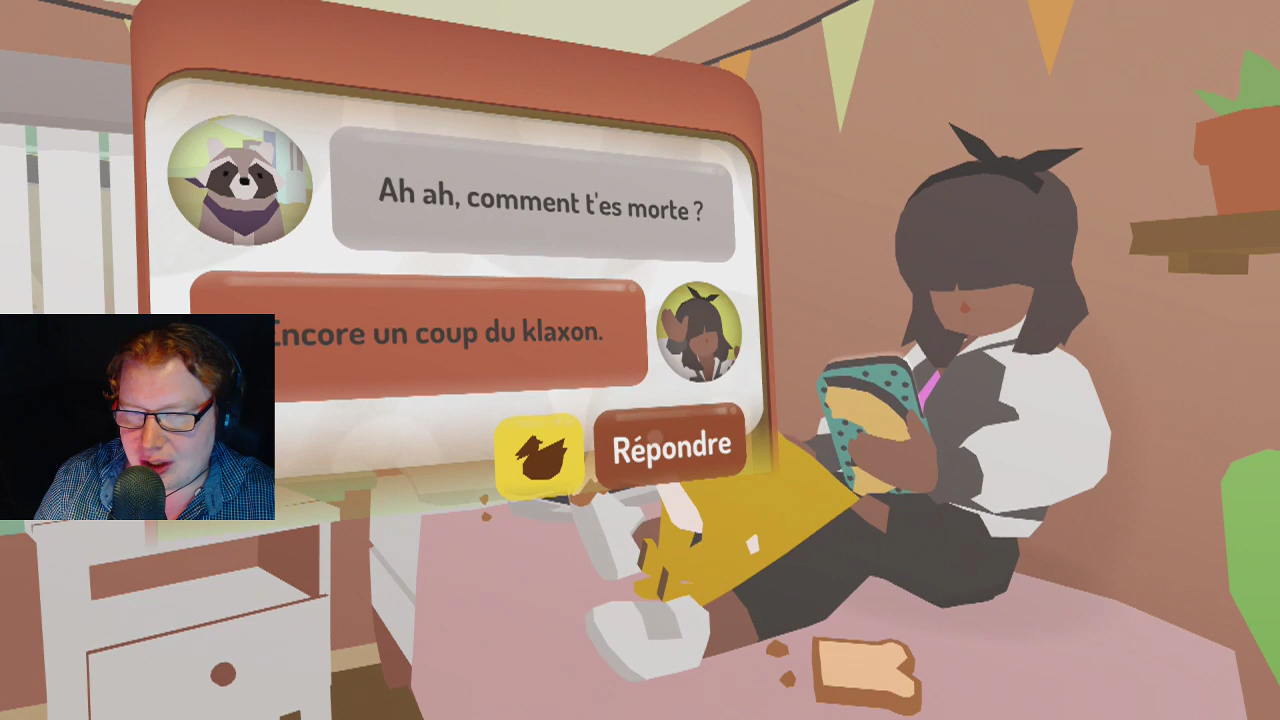 Ah ah, comment t'es morte ?
Encore un coup du klaxon.
Répondre